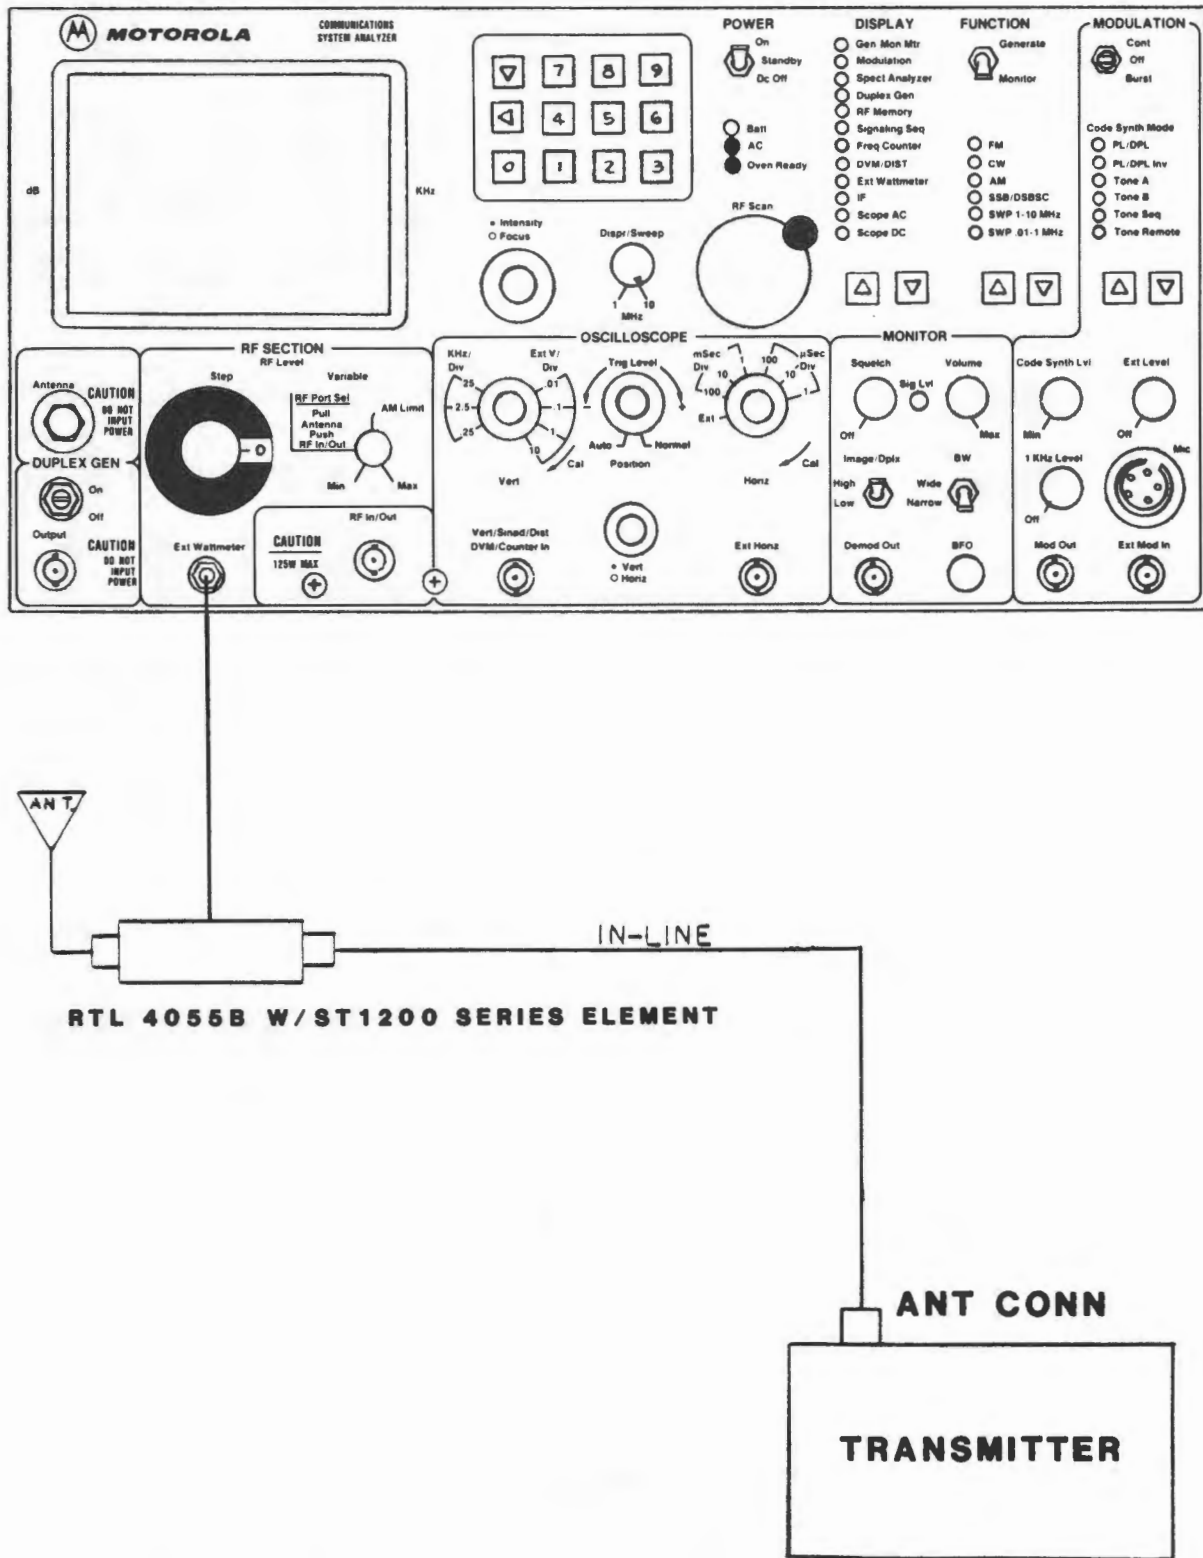 MOTOROLA
COMMUNICATIONS
SYSTEM ANALYZER
dB
KHz
▽ 7 8 9
◁ 4 5 6
0 1 2 3
Intensity
Focus
Dispr/Sweep
1 10
MHz
POWER
On
Standby
Dc Off
Batt
AC
Oven Ready
RF Scan
DISPLAY
Gen Mon Mtr
Modulation
Spect Analyzer
Duplex Gen
RF Memory
Signaling Seq
Freq Counter
DVM/DIST
Ext Wattmeter
IF
Scope AC
Scope DC
FUNCTION
Generate
Monitor
FM
CW
AM
SSB/DSBSC
SWP 1-10 MHz
SWP .01-1 MHz
MODULATION
Cont
Off
Burst
Code Synth Mode
PL/DPL
PL/DPL Inv
Tone A
Tone B
Tone Seq
Tone Remote
Antenna
CAUTION
DO NOT
INPUT
POWER
DUPLEX GEN
On
Off
Output
CAUTION
DO NOT
INPUT
POWER
RF SECTION
RF Level
Step
Variable
RF Port Sel
Pull
Antenna
Push
RF In/Out
AM Limit
Min Max
0
Ext Wattmeter
CAUTION
125W MAX
RF In/Out
OSCILLOSCOPE
KHz/
Div
.25
2.5
25
Ext V/
Div
.01
.1
1
10
Cal
Vert
Trig Level
- +
Auto Normal
Position
mSec
Div
1
10
100
Ext
µSec
Div
100
10
1
Cal
Horiz
Vert/Sinad/Dist
DVM/Counter In
Vert
Horiz
Ext Horiz
MONITOR
Squelch
Sig Lvl
Volume
Off
Max
Image/Dplx
High
Low
BW
Wide
Narrow
Demod Out
BFO
Code Synth Lvl
Min
Ext Level
Off
1 KHz Level
Off
Mic
Mod Out
Ext Mod In
ANT.
IN-LINE
RTL 4055B W/ST1200 SERIES ELEMENT
ANT CONN
TRANSMITTER